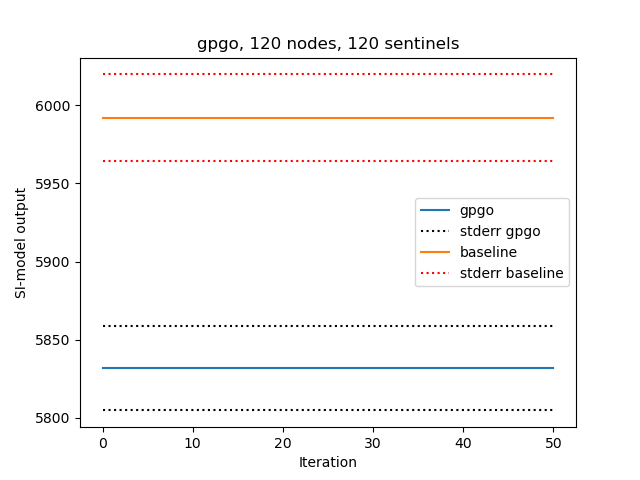 gpgo, 120 nodes, 120 sentinels
SI-model output
6000
5950
5900
5850
5800
gpgo
stderr gpgo
baseline
stderr baseline
0 10 20 30 40 50
Iteration